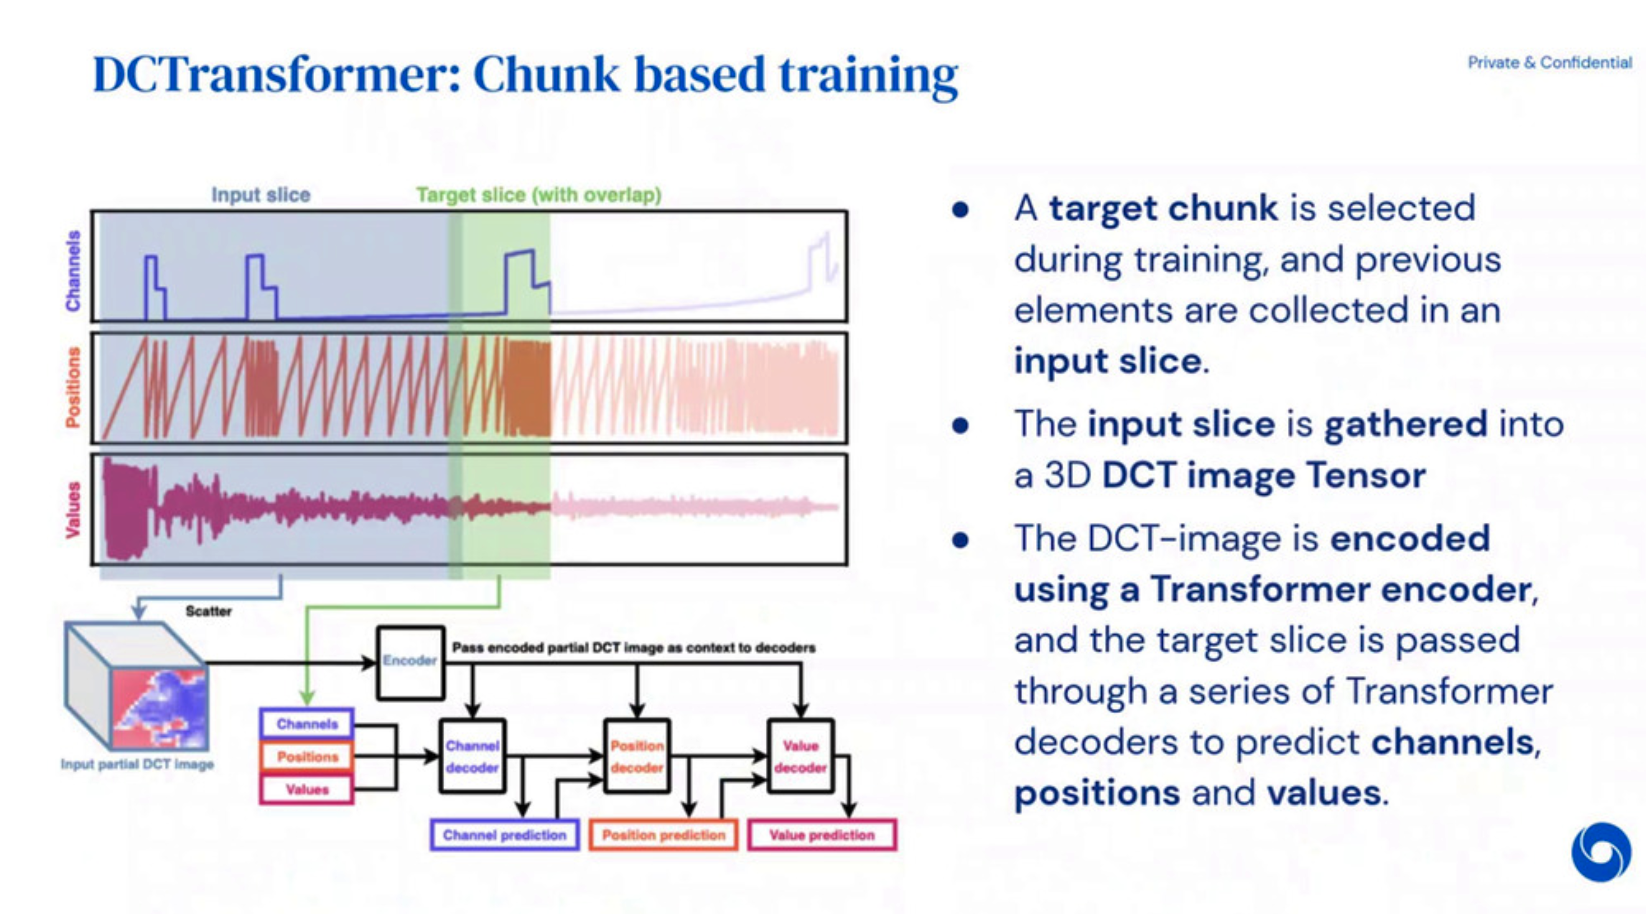 DCTransformer: Chunk based training
Private & Confidential
Input slice
Target slice (with overlap)
Channels
Positions
Values
Scatter
Encoder
Pass encoded partial DCT image as context to decoders
Input partial DCT image
Channels
Positions
Values
Channel
decoder
Position
decoder
Value
decoder
Channel prediction
Position prediction
Value prediction
● A target chunk is selected
during training, and previous
elements are collected in an
input slice.
● The input slice is gathered into
a 3D DCT image Tensor
● The DCT-image is encoded
using a Transformer encoder,
and the target slice is passed
through a series of Transformer
decoders to predict channels,
positions and values.